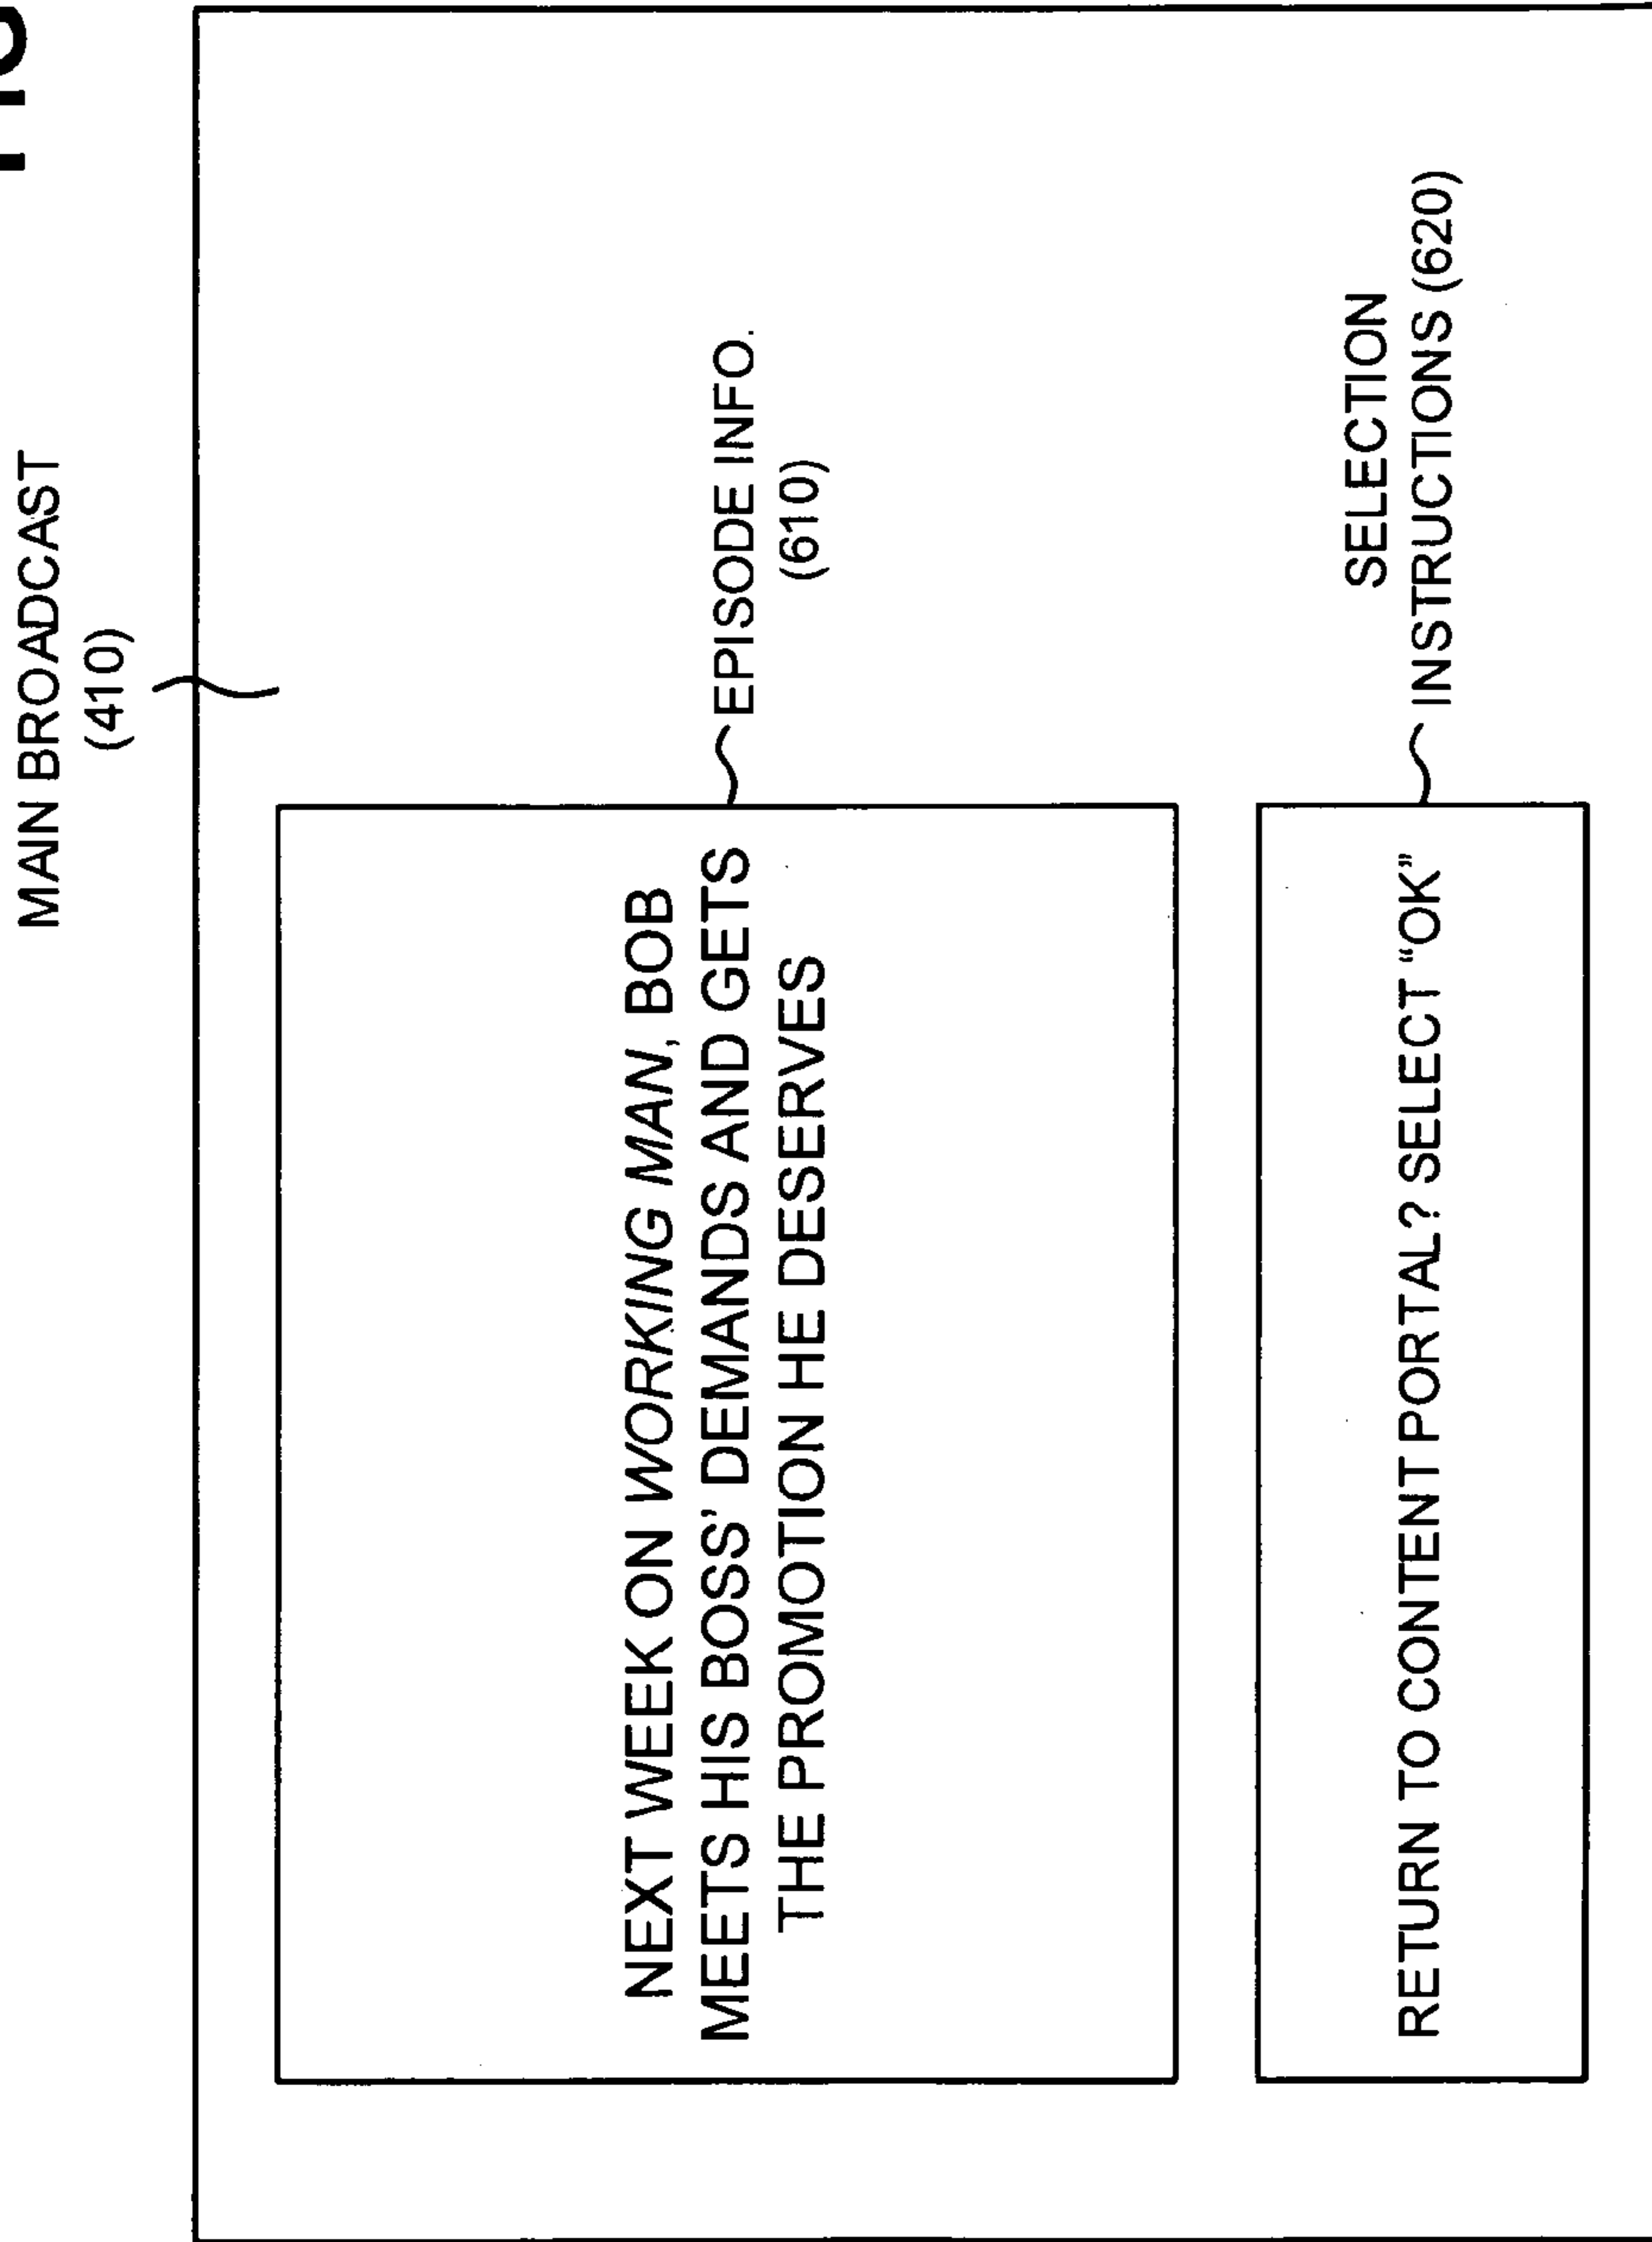 MAIN BROADCAST
(410)
NEXT WEEK ON WORKING MAN, BOB
MEETS HIS BOSS' DEMANDS AND GETS
THE PROMOTION HE DESERVES
EPISODE INFO.
(610)
RETURN TO CONTENT PORTAL? SELECT “OK”
SELECTION
INSTRUCTIONS (620)